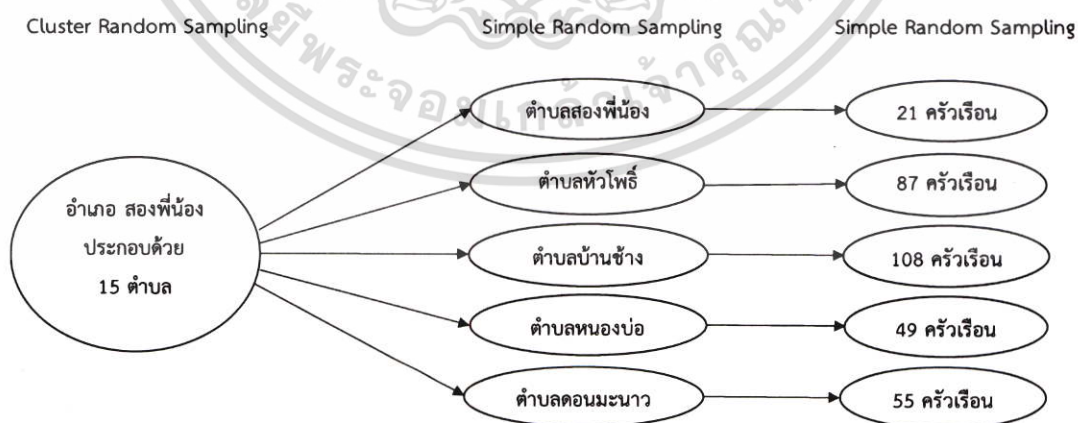 Cluster Random Sampling
Simple Random Sampling
Simple Random Sampling
อำเภอ สองพี่น้อง
ประกอบด้วย
15 ตำบล
ตำบลสองพี่น้อง
21 ครัวเรือน
ตำบลหัวโพธิ์
87 ครัวเรือน
ตำบลบ้านช้าง
108 ครัวเรือน
ตำบลหนองบ่อ
49 ครัวเรือน
ตำบลดอนมะนาว
55 ครัวเรือน